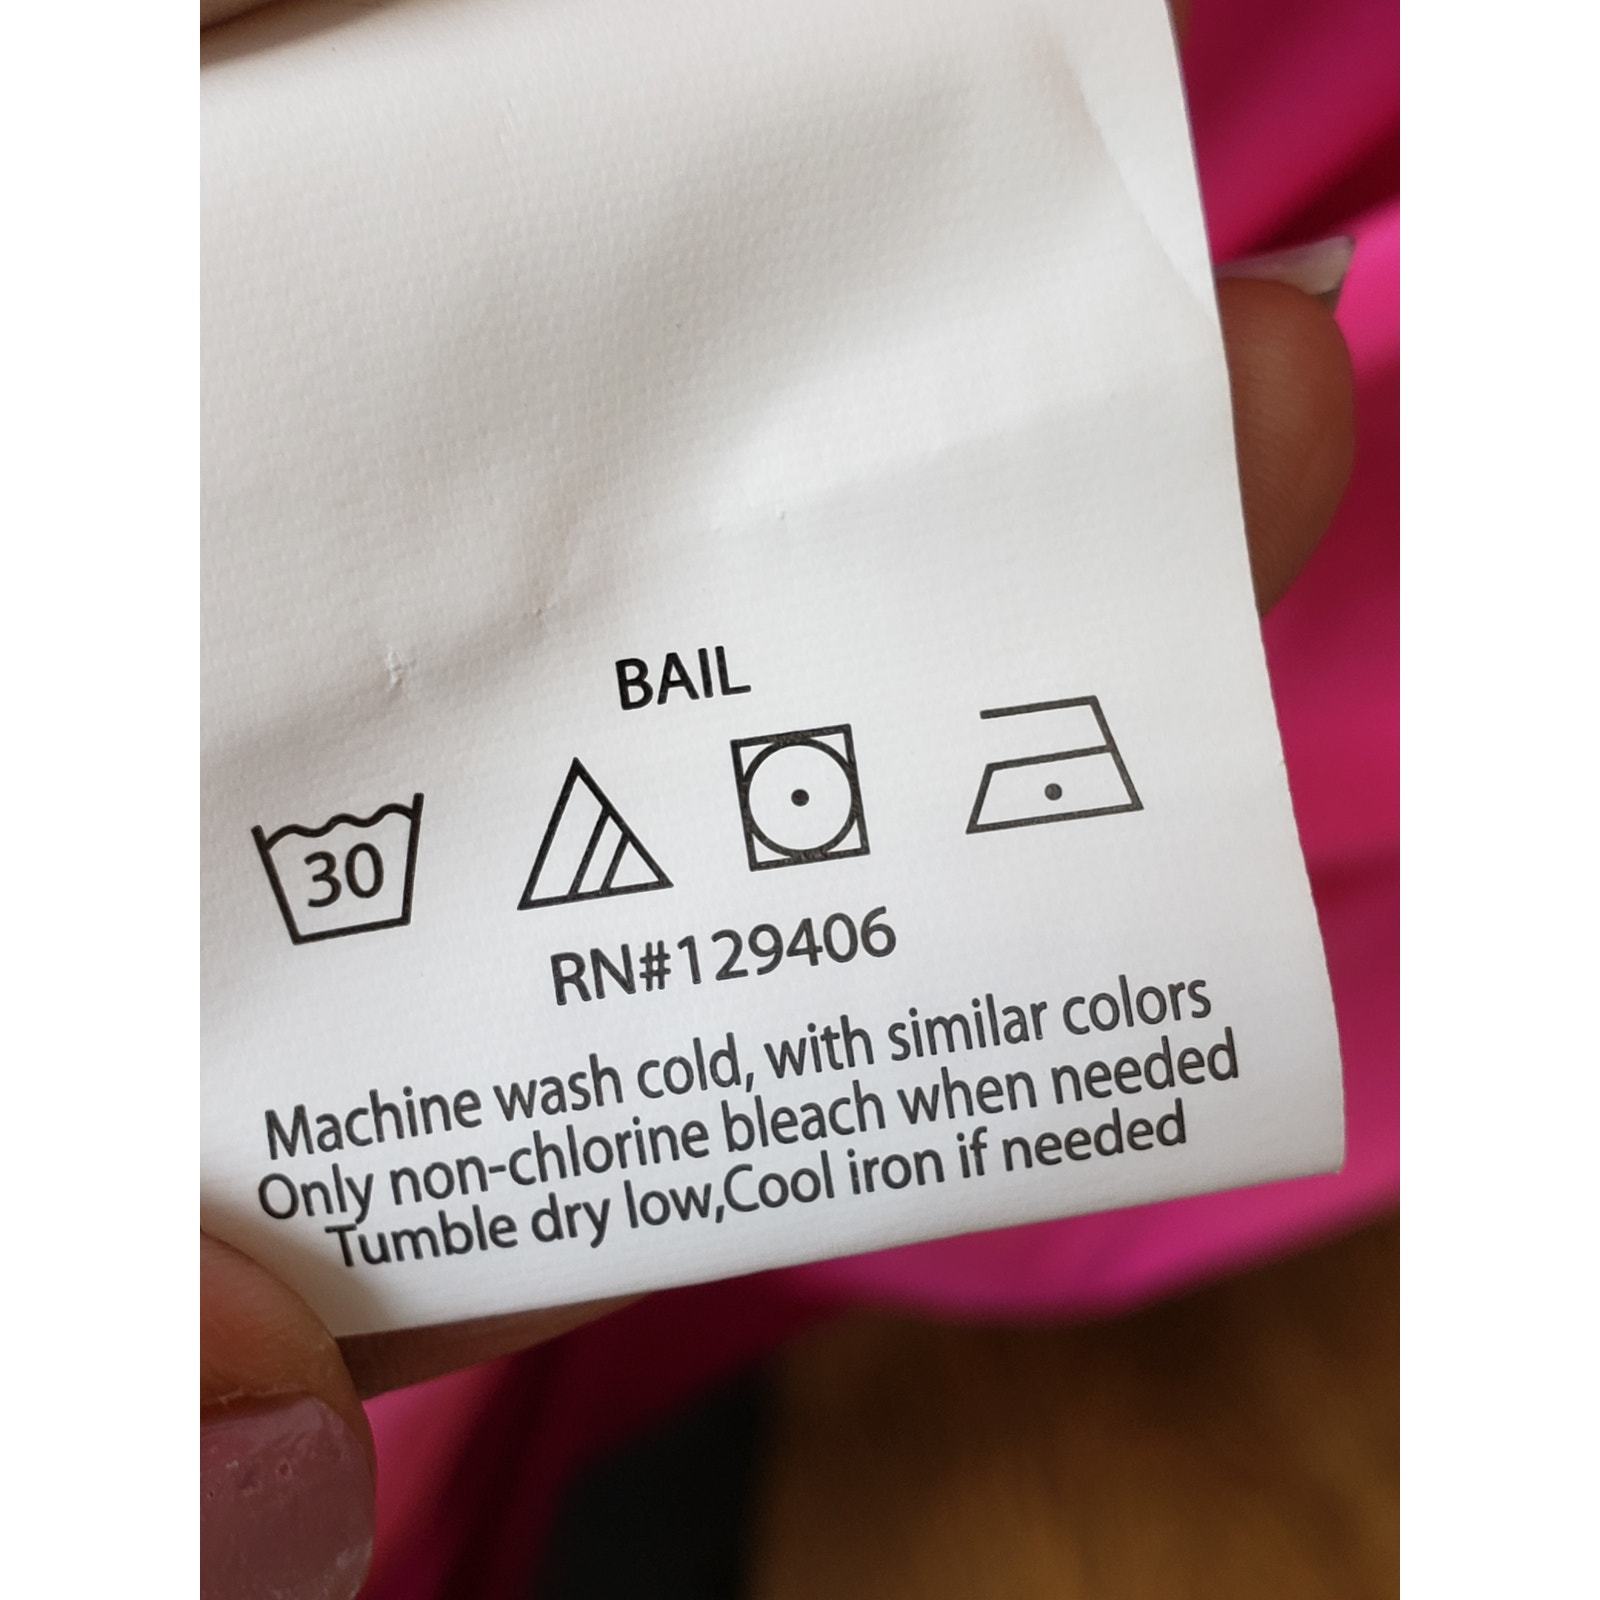 BAIL
30
RN#129406
Machine wash cold, with similar colors
Only non-chlorine bleach when needed
Tumble dry low,Cool iron if needed